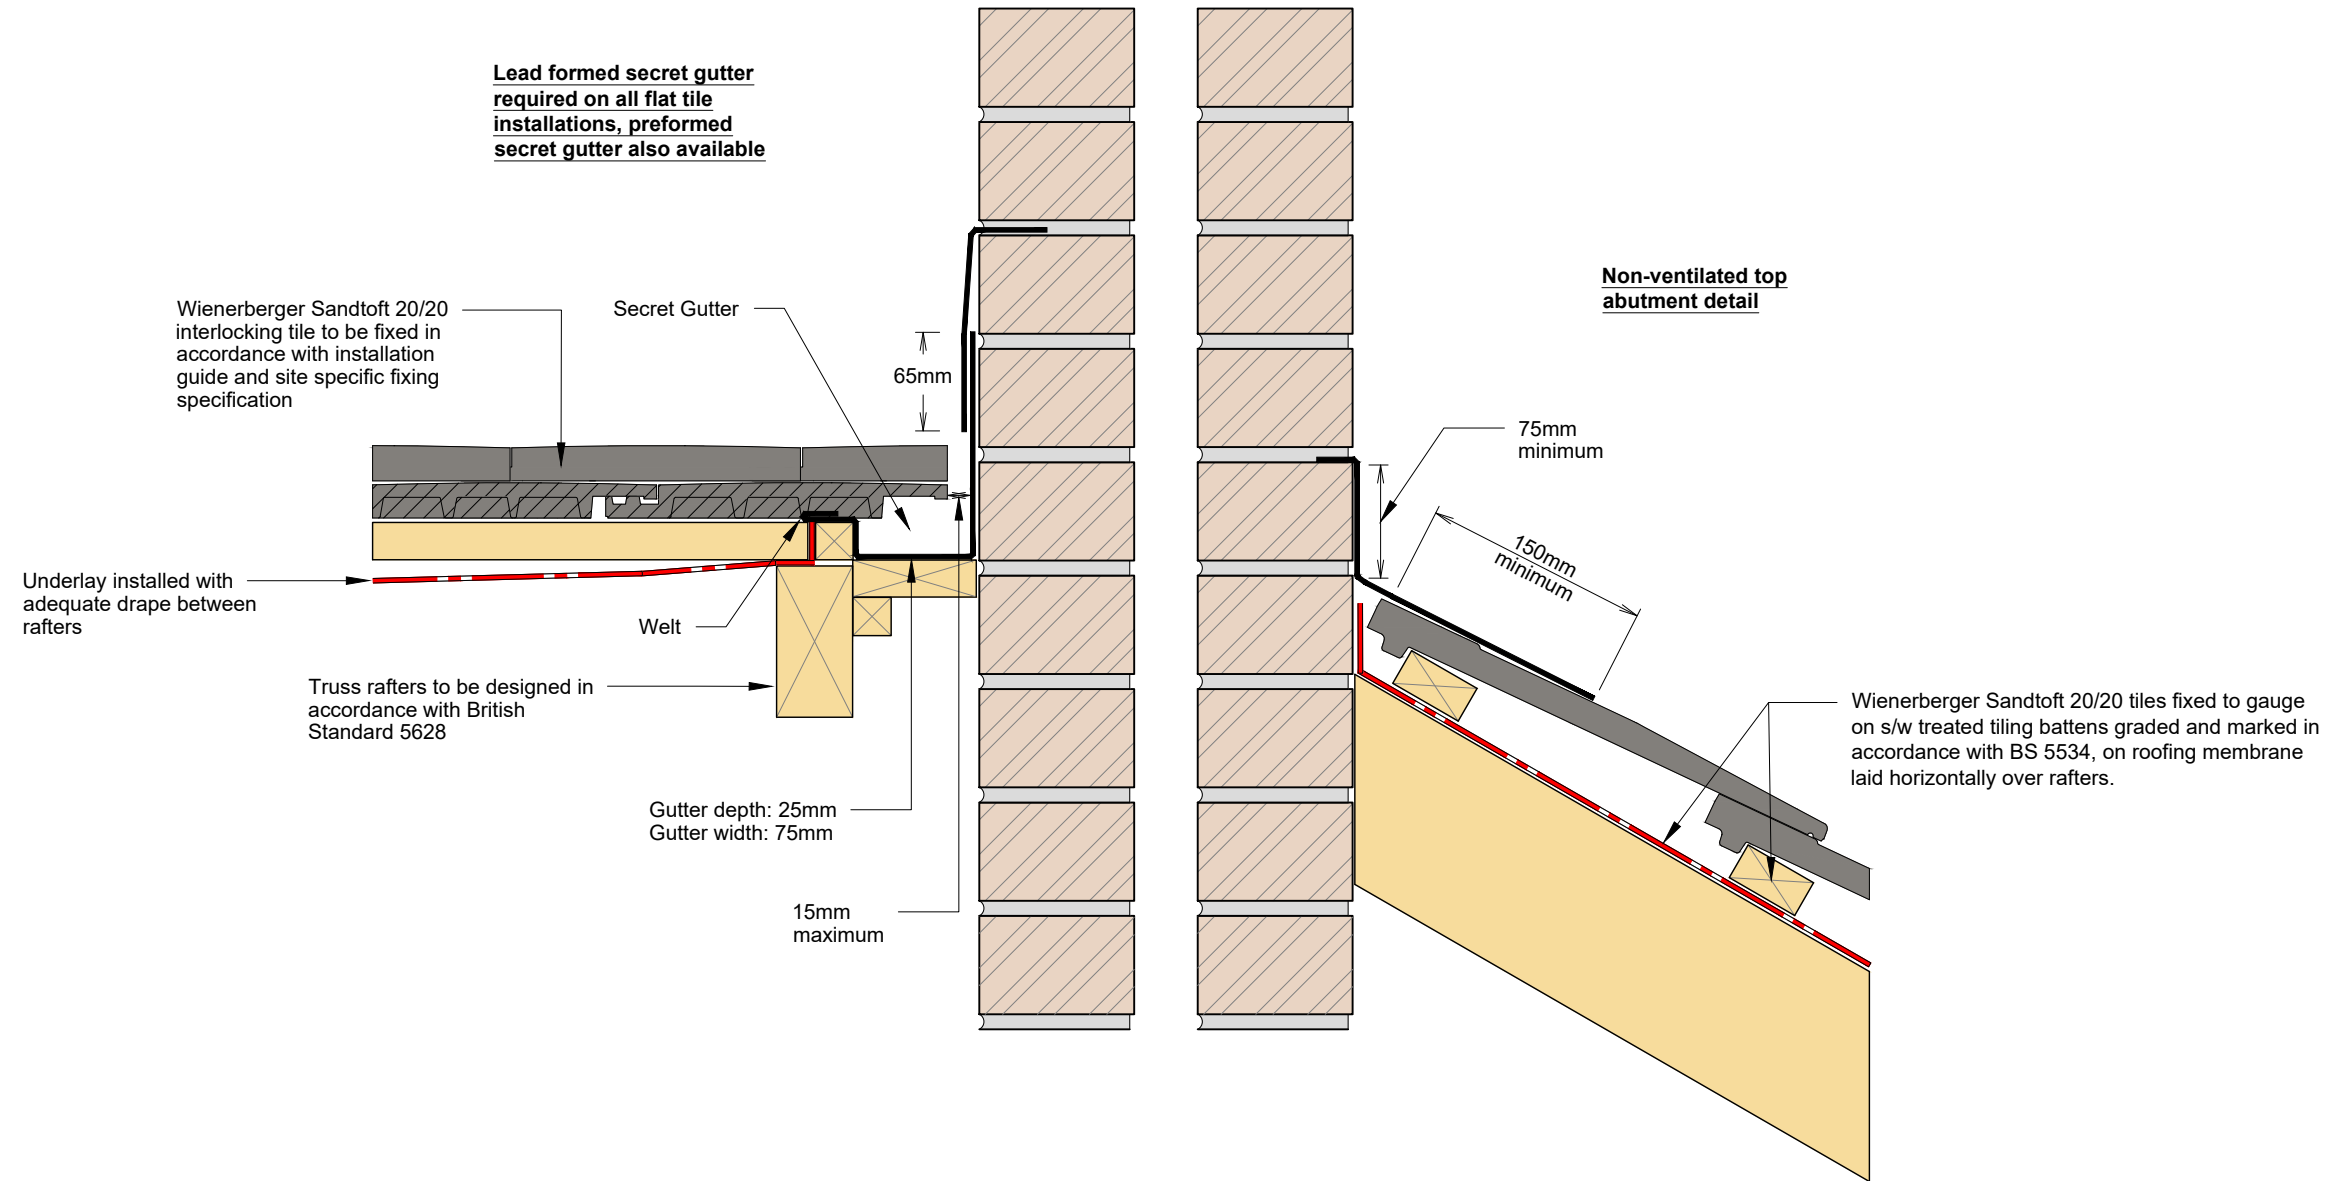 Lead formed secret gutter
required on all flat tile
installations, preformed
secret gutter also available
Wienerberger Sandtoft 20/20
interlocking tile to be fixed in
accordance with installation
guide and site specific fixing
specification
Secret Gutter
65mm
Underlay installed with
adequate drape between
rafters
Welt
Truss rafters to be designed in
accordance with British
Standard 5628
Gutter depth: 25mm
Gutter width: 75mm
15mm
maximum
Non-ventilated top
abutment detail
75mm
minimum
150mm
minimum
Wienerberger Sandtoft 20/20 tiles fixed to gauge
on s/w treated tiling battens graded and marked in
accordance with BS 5534, on roofing membrane
laid horizontally over rafters.